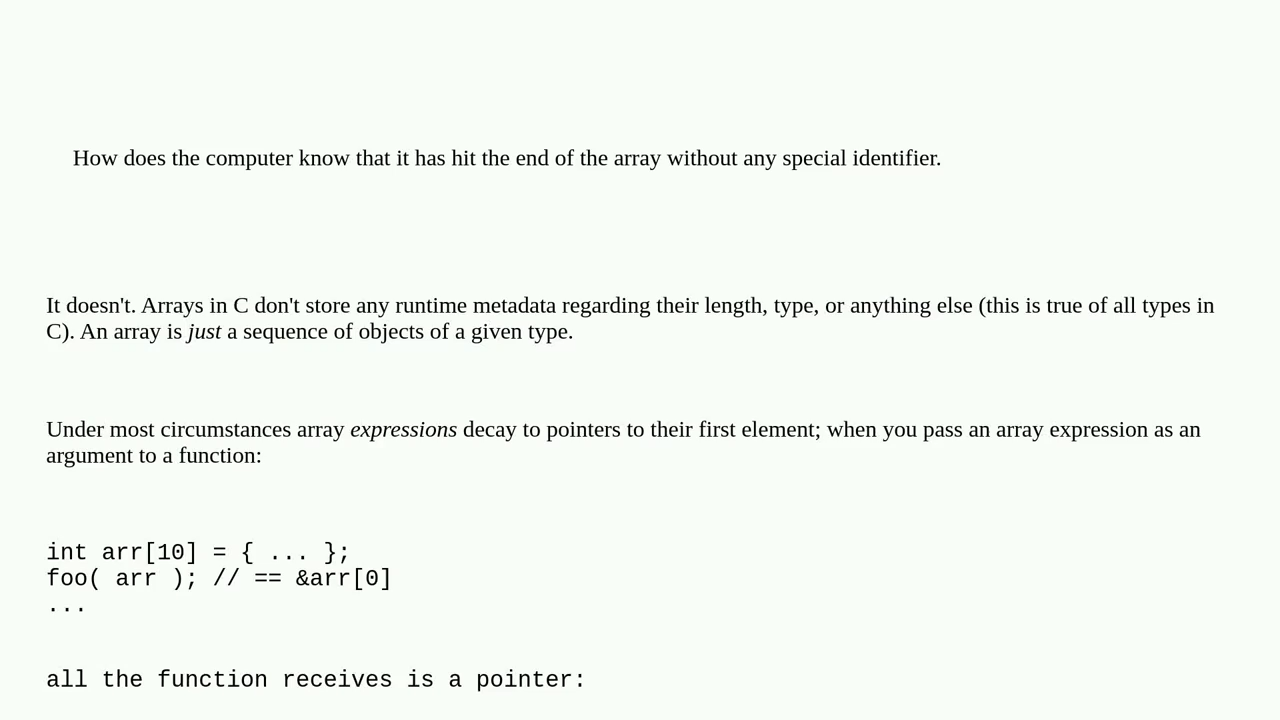 How does the computer know that it has hit the end of the array without any special identifier.
It doesn't. Arrays in C don't store any runtime metadata regarding their length, type, or anything else (this is true of all types in
C). An array is just a sequence of objects of a given type.
Under most circumstances array expressions decay to pointers to their first element; when you pass an array expression as an
argument to a function:
int arr[10] = { ... };
foo( arr ); // == &arr[0]
...
all the function receives is a pointer: